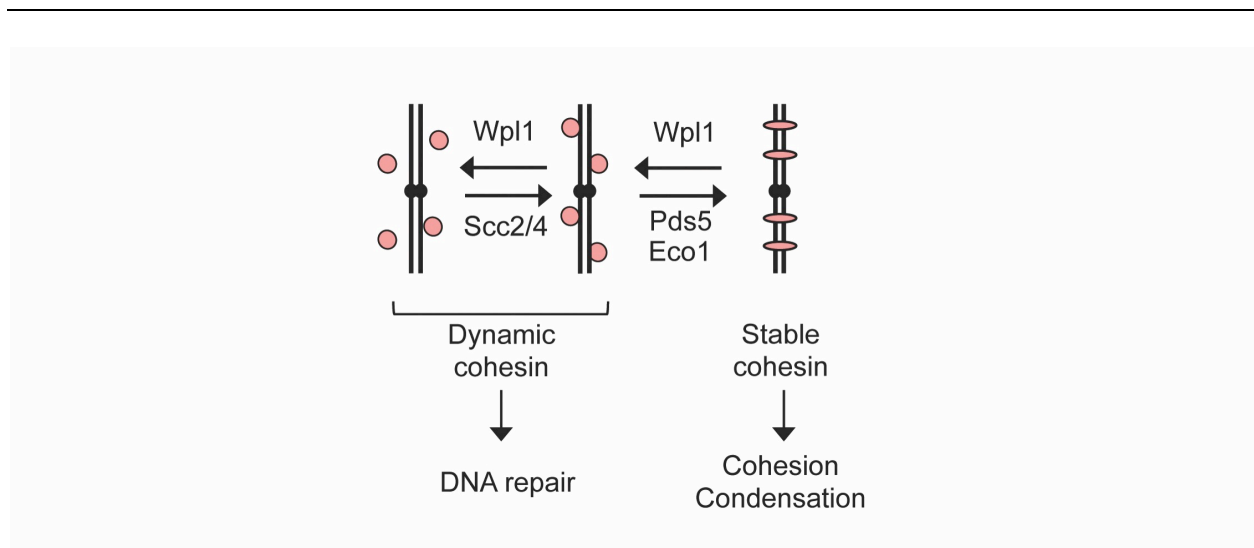 Wpl1
Scc2/4
Wpl1
Pds5
Eco1
Dynamic
cohesin
DNA repair
Stable
cohesin
Cohesion
Condensation